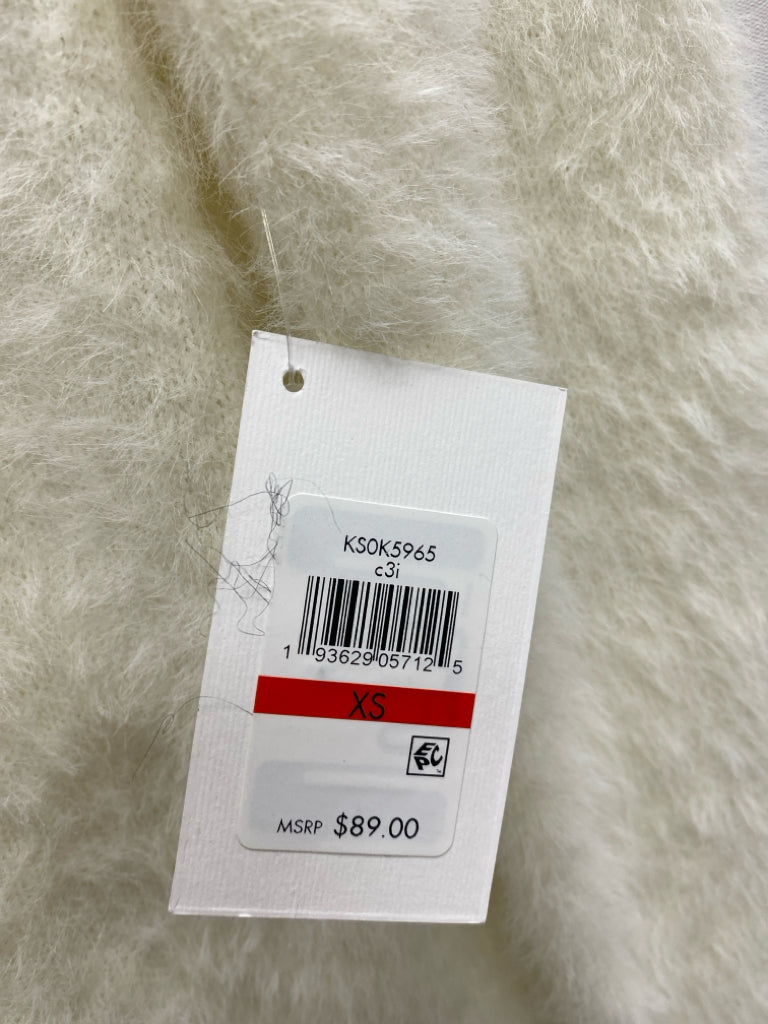 KS0K5965
c3i
1 93629 05712 5
XS
EPC
MSRP $89.00